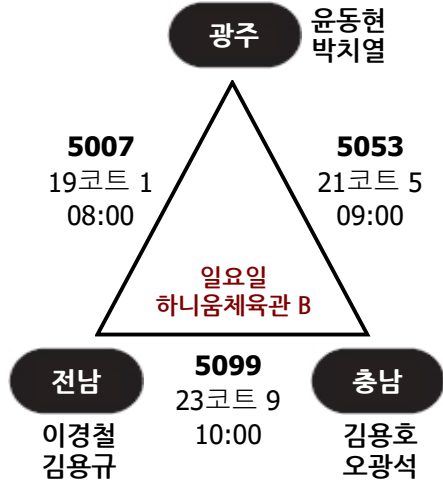 광주
윤동현
박치열
5007
19코트 1
08:00
5053
21코트 5
09:00
일요일
하니움체육관 B
전남
이경철
김용규
5099
23코트 9
10:00
충남
김용호
오광석